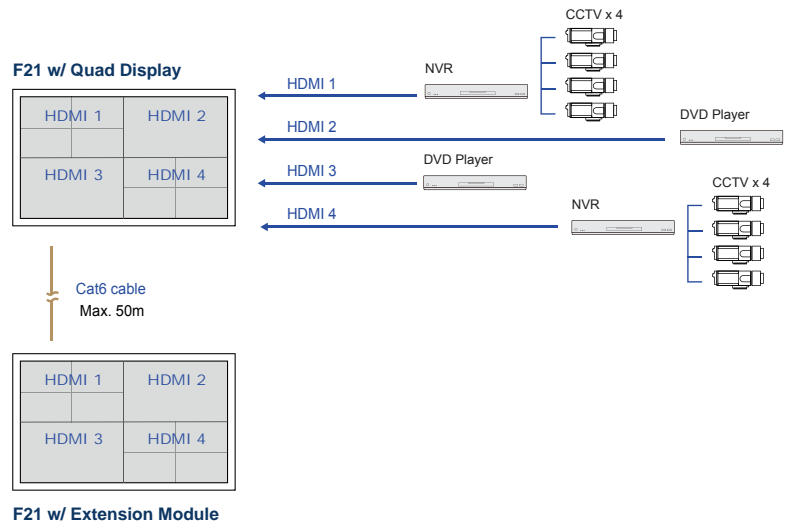 CCTV x 4
F21 w/ Quad Display
NVR
HDMI 1
HDMI 1
HDMI 2
DVD Player
HDMI 2
HDMI 3
DVD Player
HDMI 3
HDMI 4
CCTV x 4
HDMI 4
NVR
Cat6 cable
Max. 50m
HDMI 1
HDMI 2
HDMI 3
HDMI 4
F21 w/ Extension Module